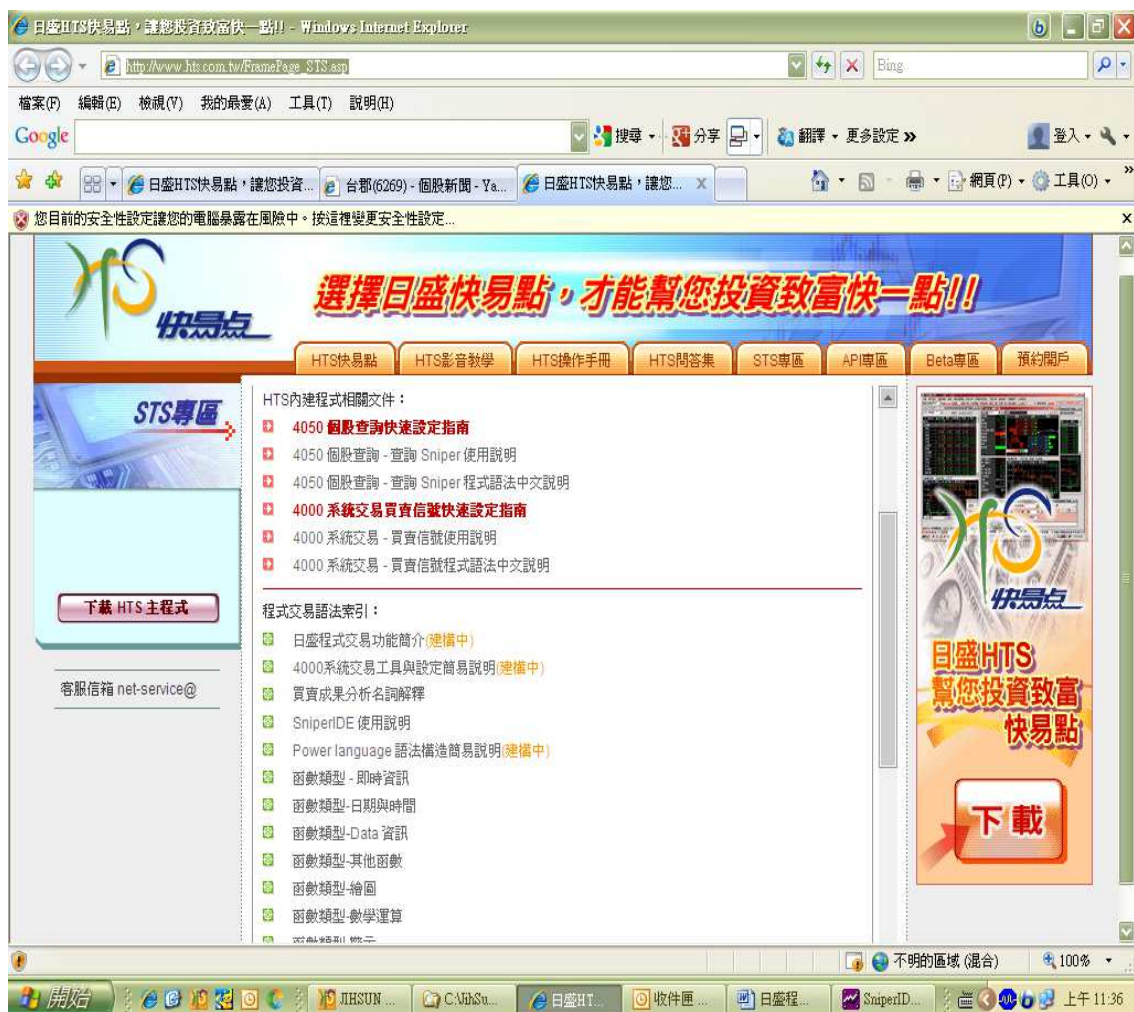 日盛HTS快易點，讓您投資致富快一點!! - Windows Internet Explorer
http://www.hts.com.tw/FramePage_STS.asp
Bing
檔案(F) 編輯(E) 檢視(V) 我的最愛(A) 工具(T) 說明(H)
Google 搜尋 分享 翻譯 更多設定 » 登入
日盛HTS快易點，讓您投資... 台郡(6269) - 個股新聞 - Ya... 日盛HTS快易點，讓您... X 網頁(P) 工具(O) »
您目前的安全性設定讓您的電腦暴露在風險中。按這裡變更安全性設定... x
快易点
選擇日盛快易點，才能幫您投資致富快一點!!
HTS快易點 HTS影音教學 HTS操作手冊 HTS問答集 STS專區 API專區 Beta專區 預約開戶
STS專區
下載 HTS 主程式
客服信箱 net-service@
HTS內建程式相關文件：
4050 個股查詢快速設定指南
4050 個股查詢 - 查詢 Sniper 使用說明
4050 個股查詢 - 查詢 Sniper 程式語法中文說明
4000 系統交易買賣信號快速設定指南
4000 系統交易 - 買賣信號使用說明
4000 系統交易 - 買賣信號程式語法中文說明
程式交易語法索引：
日盛程式交易功能簡介(建構中)
4000系統交易工具與設定簡易說明(建構中)
買賣成果分析名詞解釋
SniperIDE 使用說明
Power language 語法構造簡易說明(建構中)
函數類型 - 即時資訊
函數類型-日期與時間
函數類型-Data 資訊
函數類型-其他函數
函數類型-繪圖
函數類型-數學運算
函數類型-警示
快易点
日盛HTS
幫您投資致富
快易點
下載
不明的區域 (混合) 100%
開始 JIHSUN ... C:\JihSu... 日盛HT... 收件匣 ... 日盛程... SniperID... 上午 11:36